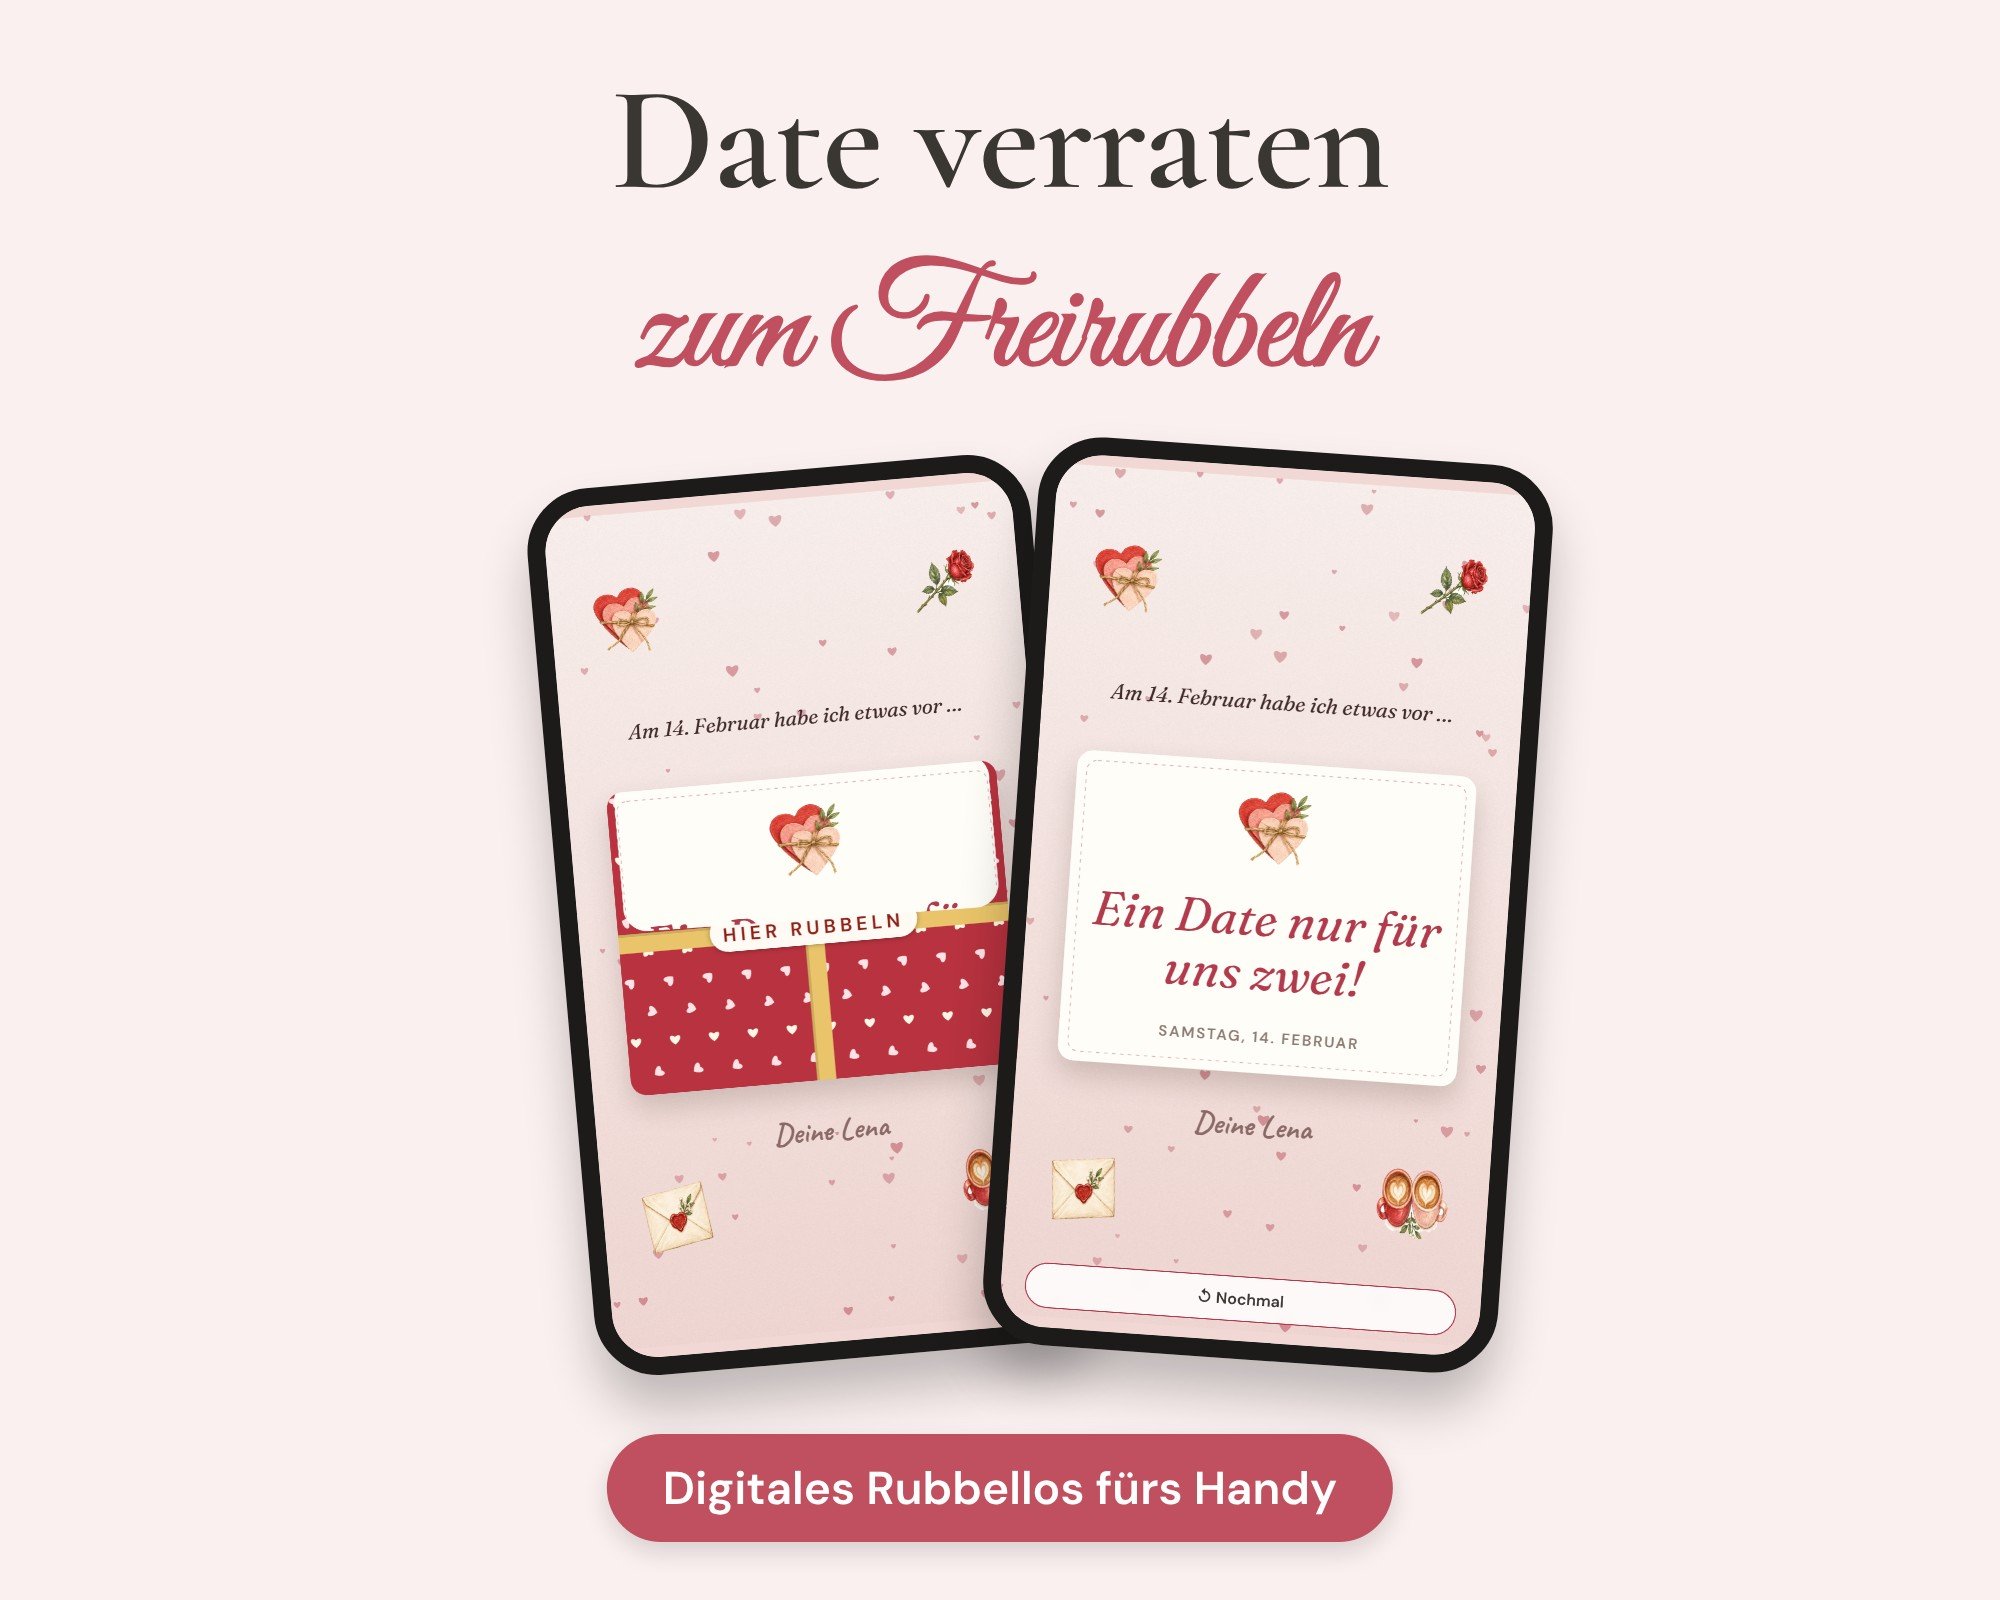 Date verraten
zum Freirubbeln
Am 14. Februar habe ich etwas vor ...
HIER RUBBELN
Deine Lena
Am 14. Februar habe ich etwas vor ...
Ein Date nur für
uns zwei!
SAMSTAG, 14. FEBRUAR
Deine Lena
Nochmal
Digitales Rubbellos fürs Handy